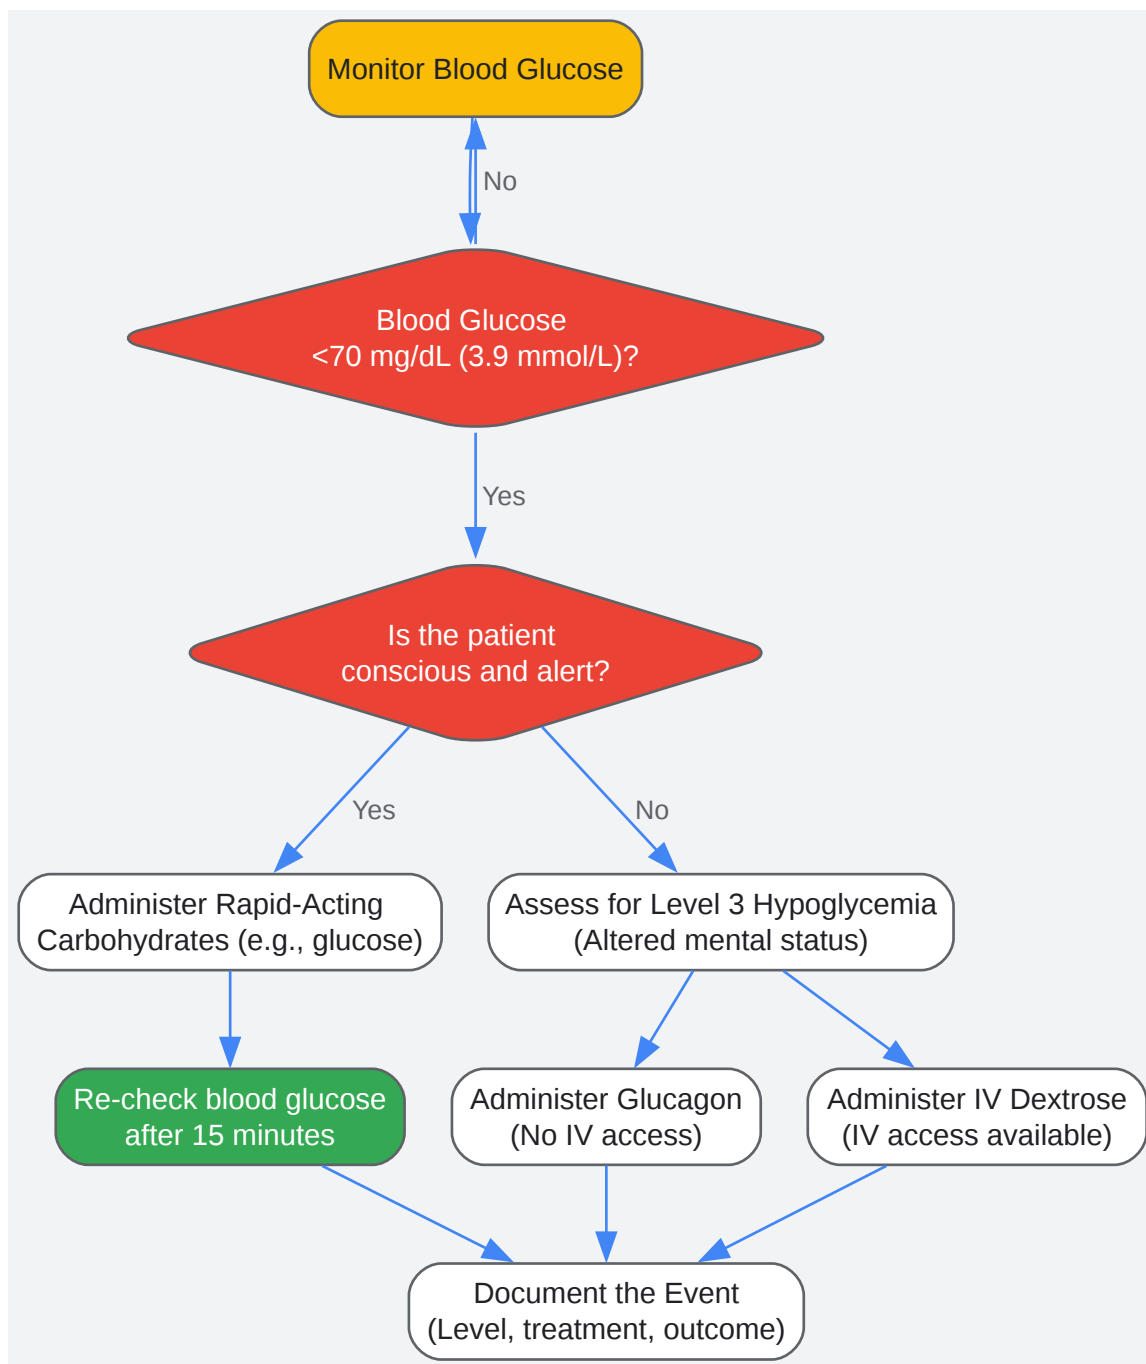 Monitor Blood Glucose
No
Blood Glucose
<70 mg/dL (3.9 mmol/L)?
Yes
Is the patient
conscious and alert?
Yes
No
Administer Rapid-Acting
Carbohydrates (e.g., glucose)
Assess for Level 3 Hypoglycemia
(Altered mental status)
Re-check blood glucose
after 15 minutes
Administer Glucagon
(No IV access)
Administer IV Dextrose
(IV access available)
Document the Event
(Level, treatment, outcome)